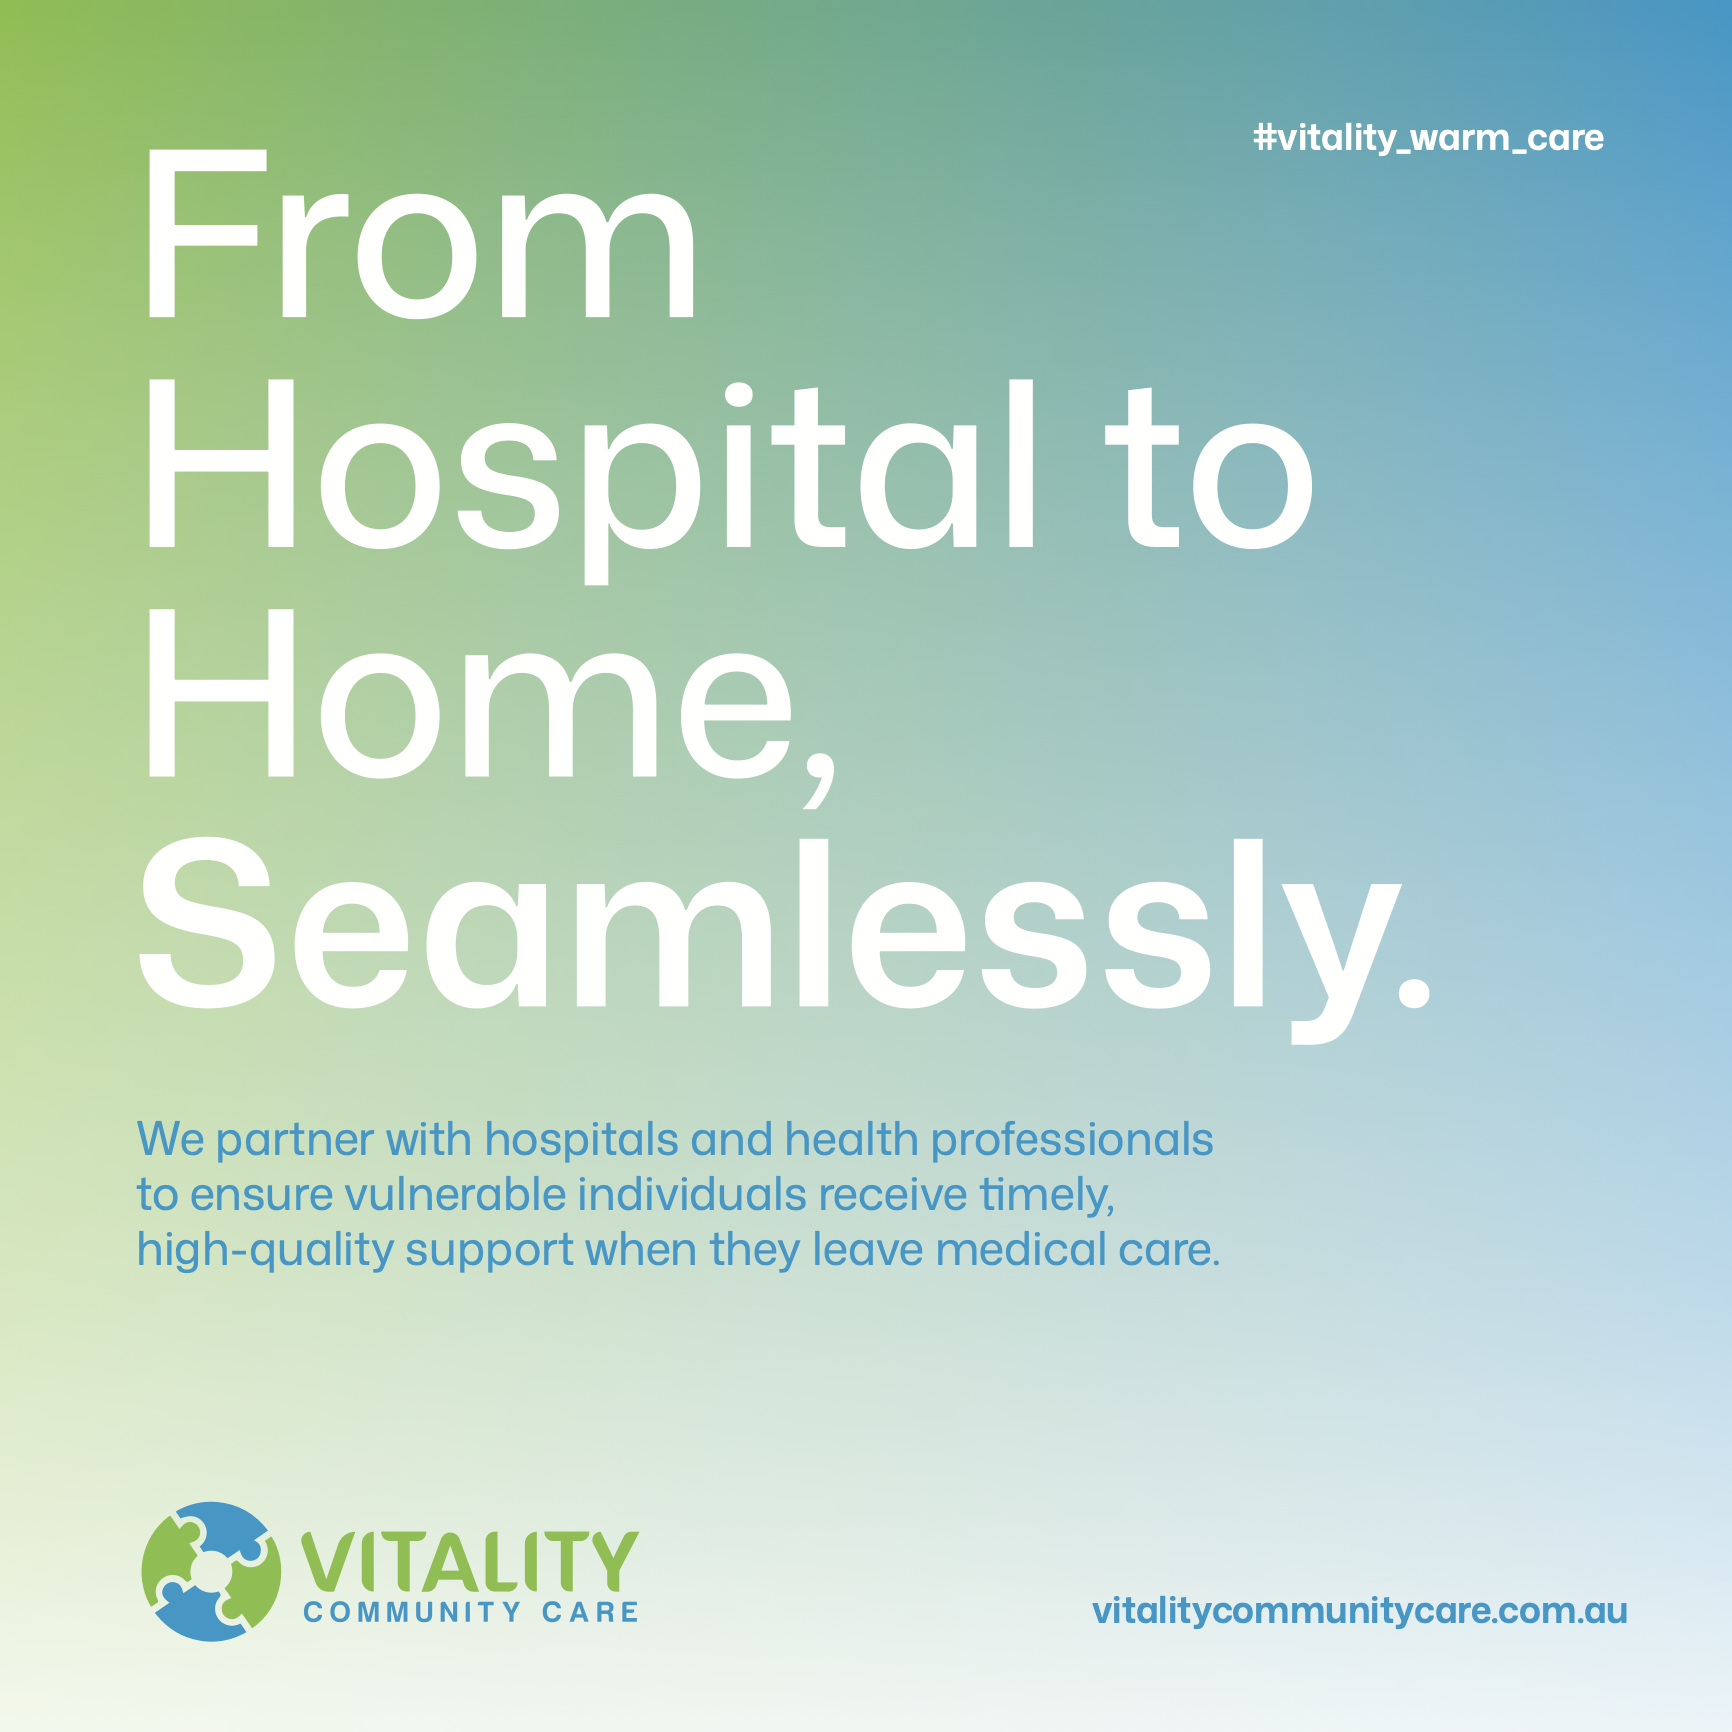 #vitality_warm_care
From
Hospital to
Home,
Seamlessly.
We partner with hospitals and health professionals
to ensure vulnerable individuals receive timely,
high-quality support when they leave medical care.
VITALITY
COMMUNITY CARE
vitalitycommunitycare.com.au